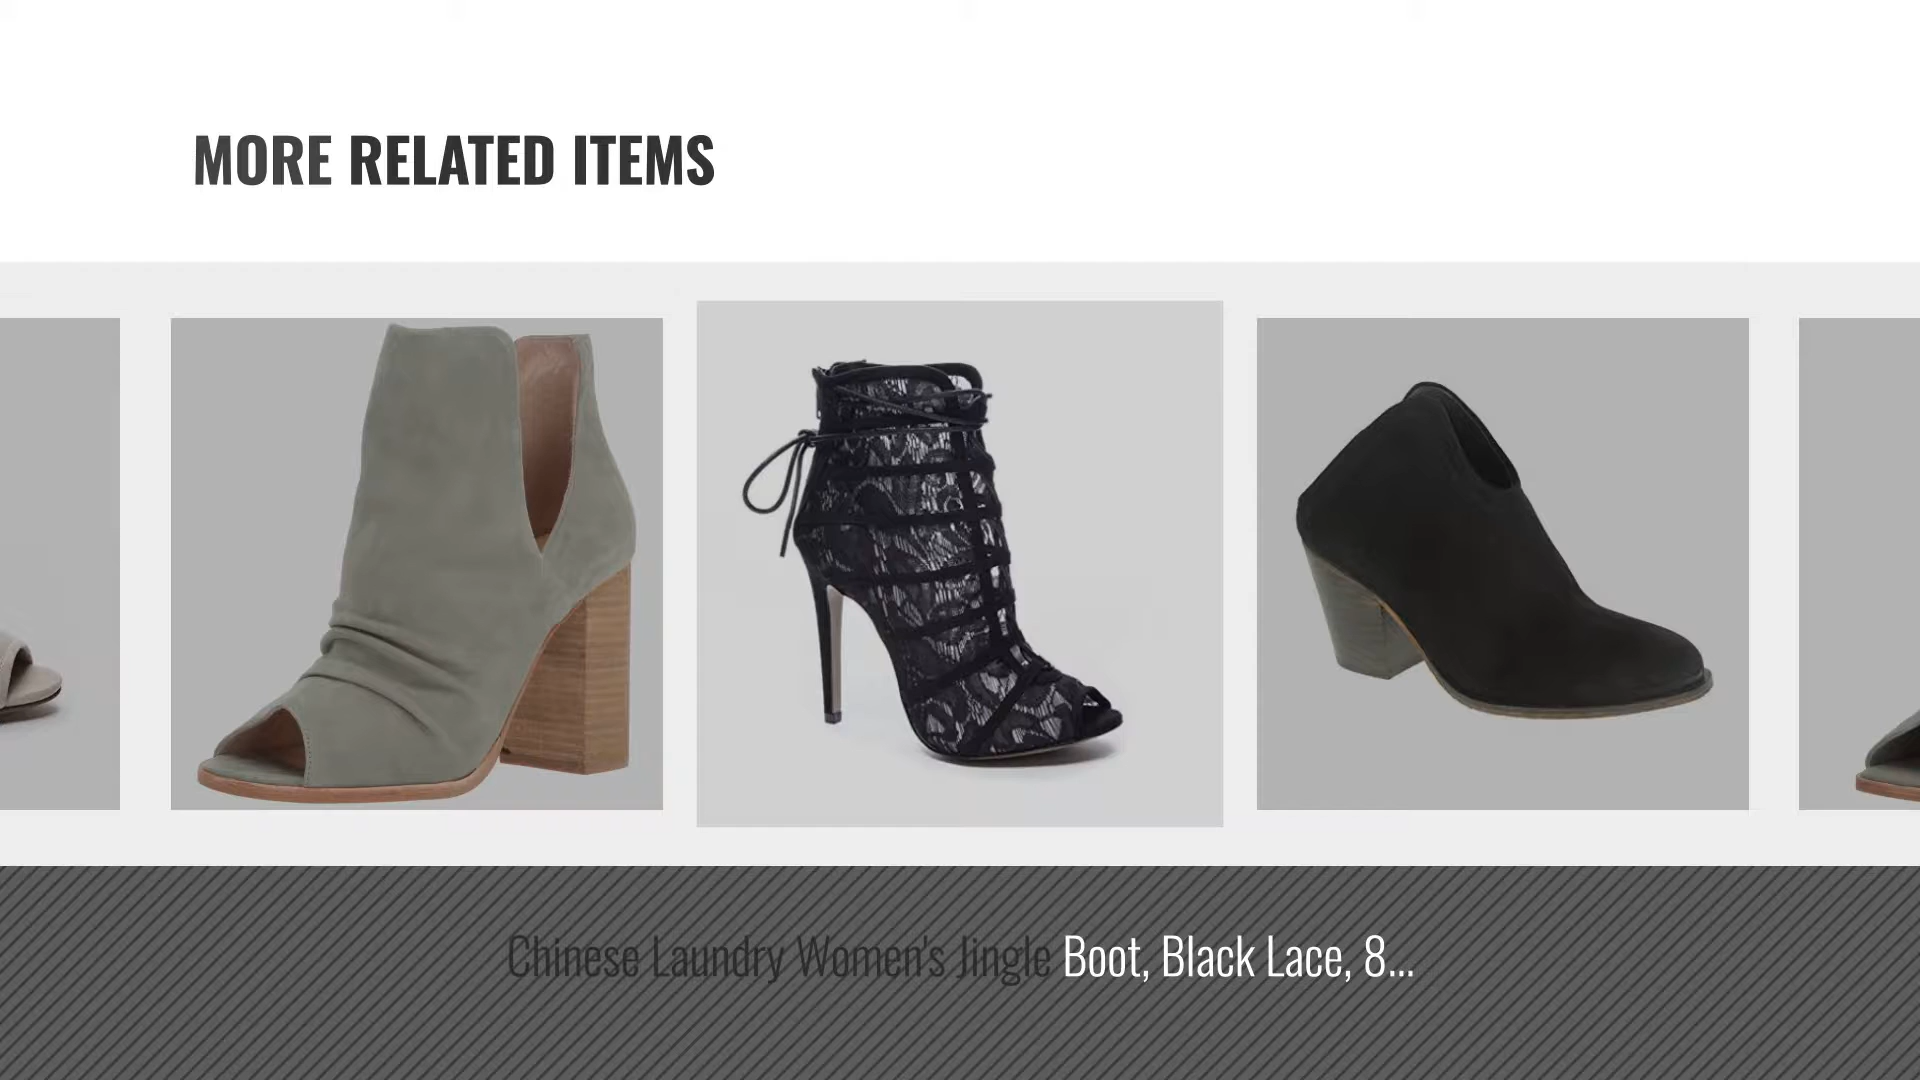 MORE RELATED ITEMS
Chinese Laundry Women's Jingle Boot, Black Lace, 8...